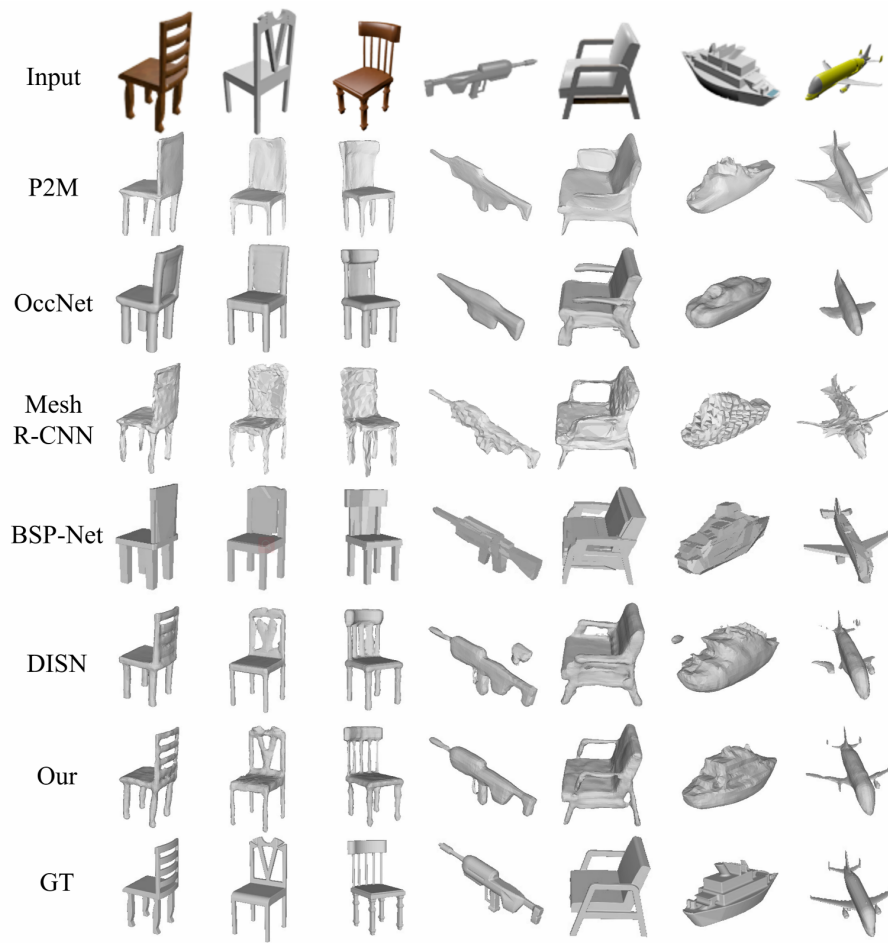 Input
P2M
OccNet
Mesh
R-CNN
BSP-Net
DISN
Our
GT